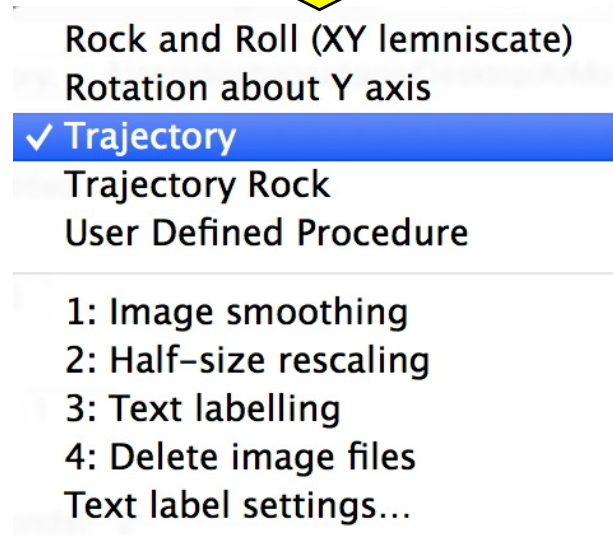 Rock and Roll (XY lemniscate)
Rotation about Y axis
✓ Trajectory
Trajectory Rock
User Defined Procedure
1: Image smoothing
2: Half-size rescaling
3: Text labelling
4: Delete image files
Text label settings...